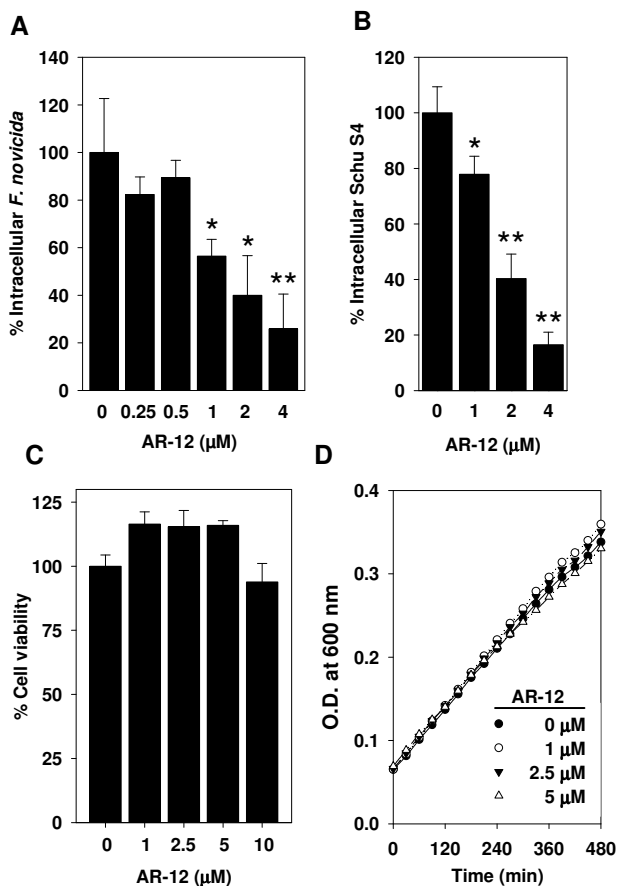 A
% Intracellular F. novicida
140
120
100
80
60
40
20
0
*
*
**
0 0.25 0.5 1 2 4
AR-12 (µM)
B
% Intracellular Schu S4
120
100
80
60
40
20
0
*
**
**
0 1 2 4
AR-12 (µM)
C
% Cell viability
125
100
75
50
25
0
0 1 2.5 5 10
AR-12 (µM)
D
O.D. at 600 nm
0.4
0.3
0.2
0.1
0.0
AR-12
0 µM
1 µM
2.5 µM
5 µM
0 120 240 360 480
Time (min)